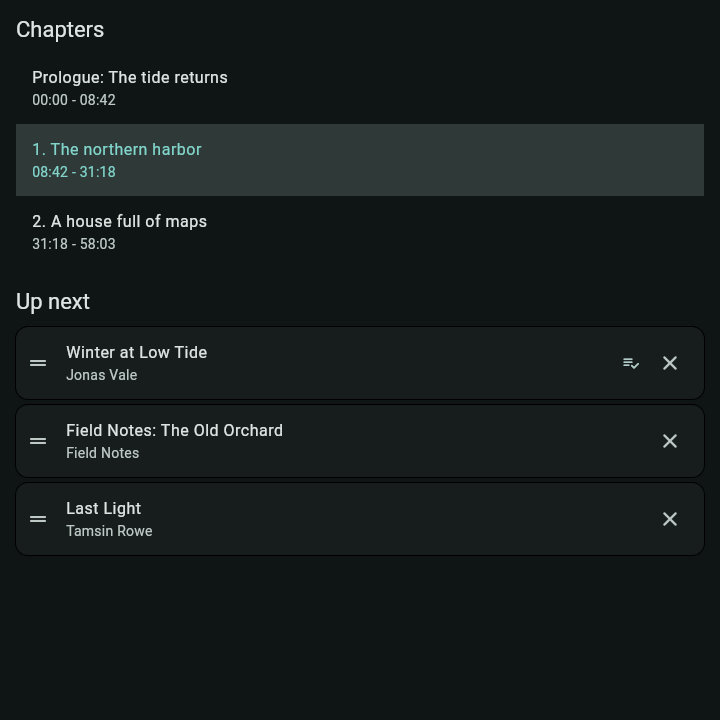 Chapters
Prologue: The tide returns
00:00 - 08:42
1. The northern harbor
08:42 - 31:18
2. A house full of maps
31:18 - 58:03
Up next
Winter at Low Tide
Jonas Vale
Field Notes: The Old Orchard
Field Notes
Last Light
Tamsin Rowe